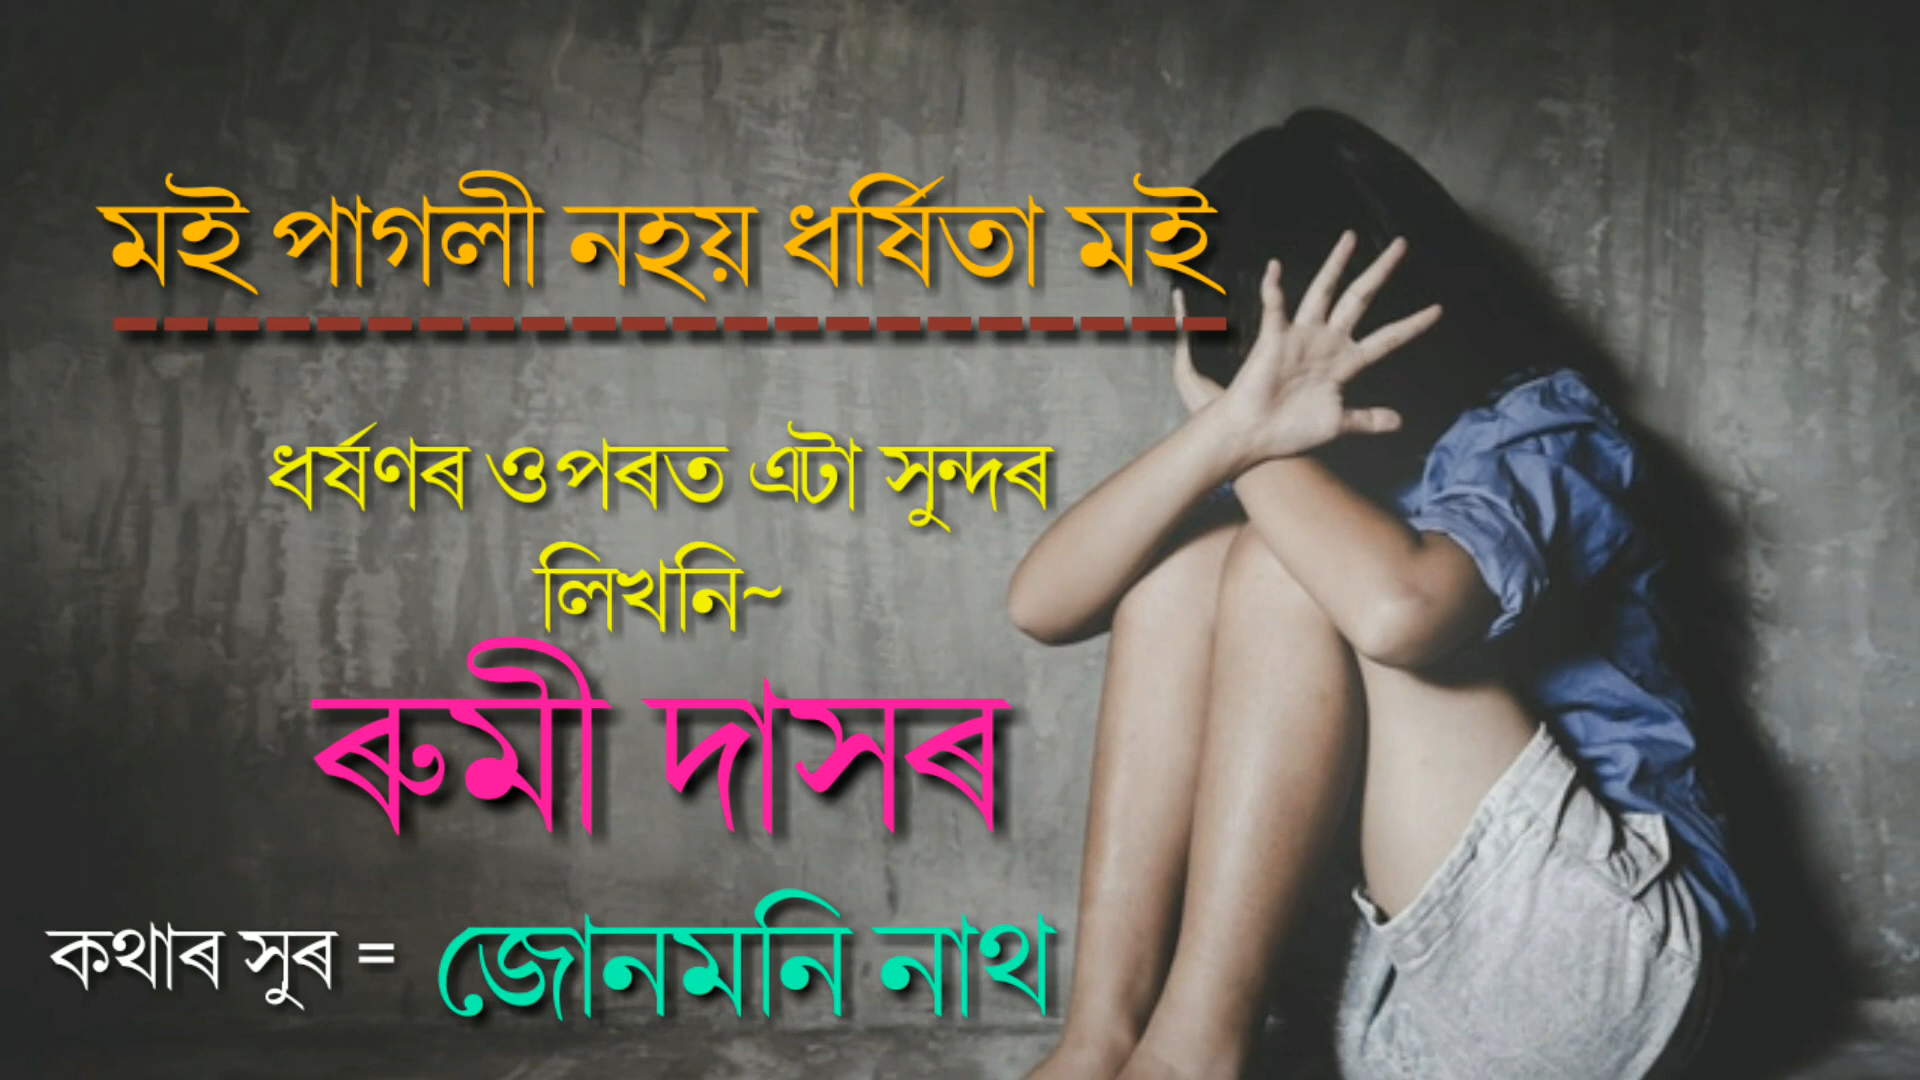 মই পাগলী নহয় ধৰ্ষিতা মই
ধৰ্ষণৰ ওপৰত এটা সুন্দৰ
লিখনি~
ৰুমী দাসৰ
কথাৰ সুৰ = জোনমনি নাথ